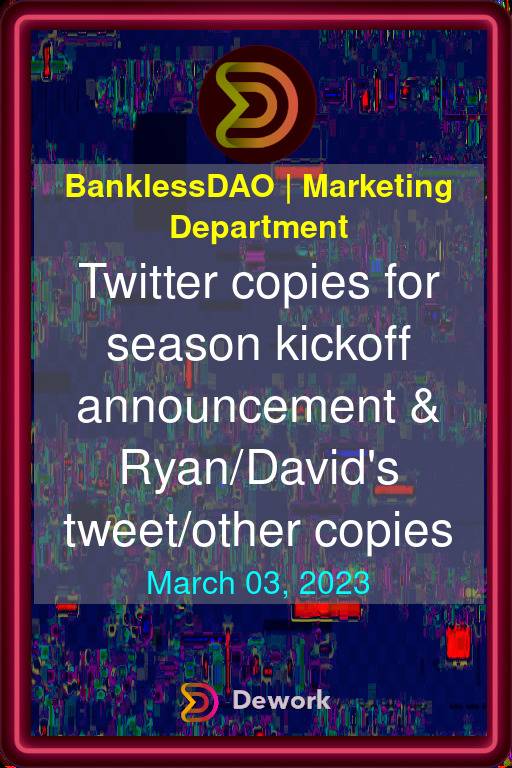 BanklessDAO | Marketing
Department
Twitter copies for
season kickoff
announcement &
Ryan/David's
tweet/other copies
March 03, 2023
Dework